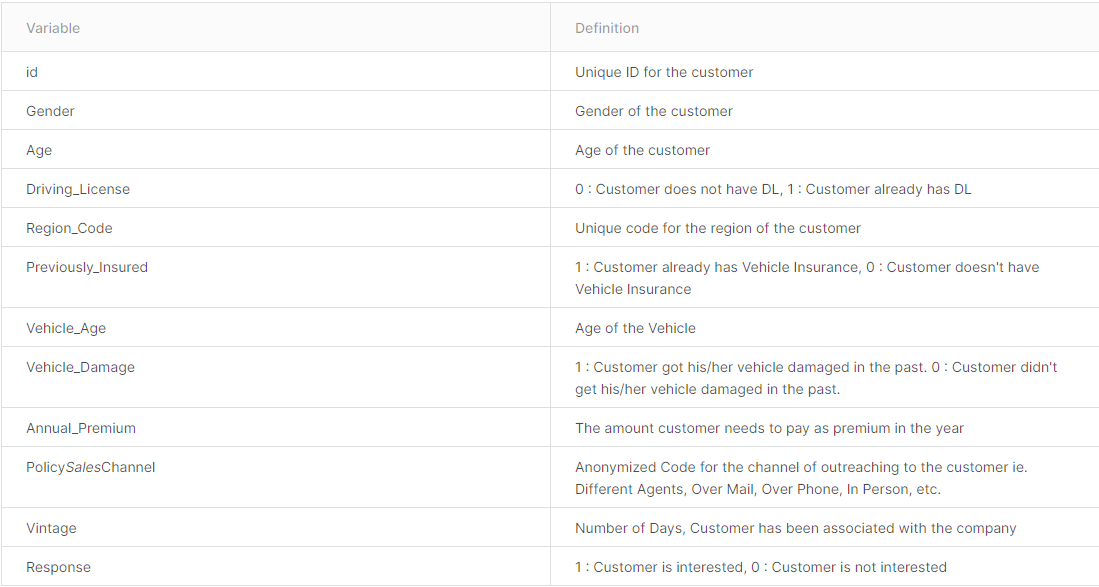 Variable Definition
id Unique ID for the customer
Gender Gender of the customer
Age Age of the customer
Driving_License 0 : Customer does not have DL, 1 : Customer already has DL
Region_Code Unique code for the region of the customer
Previously_Insured 1 : Customer already has Vehicle Insurance, 0 : Customer doesn't have
Vehicle Insurance
Vehicle_Age Age of the Vehicle
Vehicle_Damage 1 : Customer got his/her vehicle damaged in the past. 0 : Customer didn't
get his/her vehicle damaged in the past.
Annual_Premium The amount customer needs to pay as premium in the year
PolicySalesChannel Anonymized Code for the channel of outreaching to the customer ie.
Different Agents, Over Mail, Over Phone, In Person, etc.
Vintage Number of Days, Customer has been associated with the company
Response 1 : Customer is interested, 0 : Customer is not interested